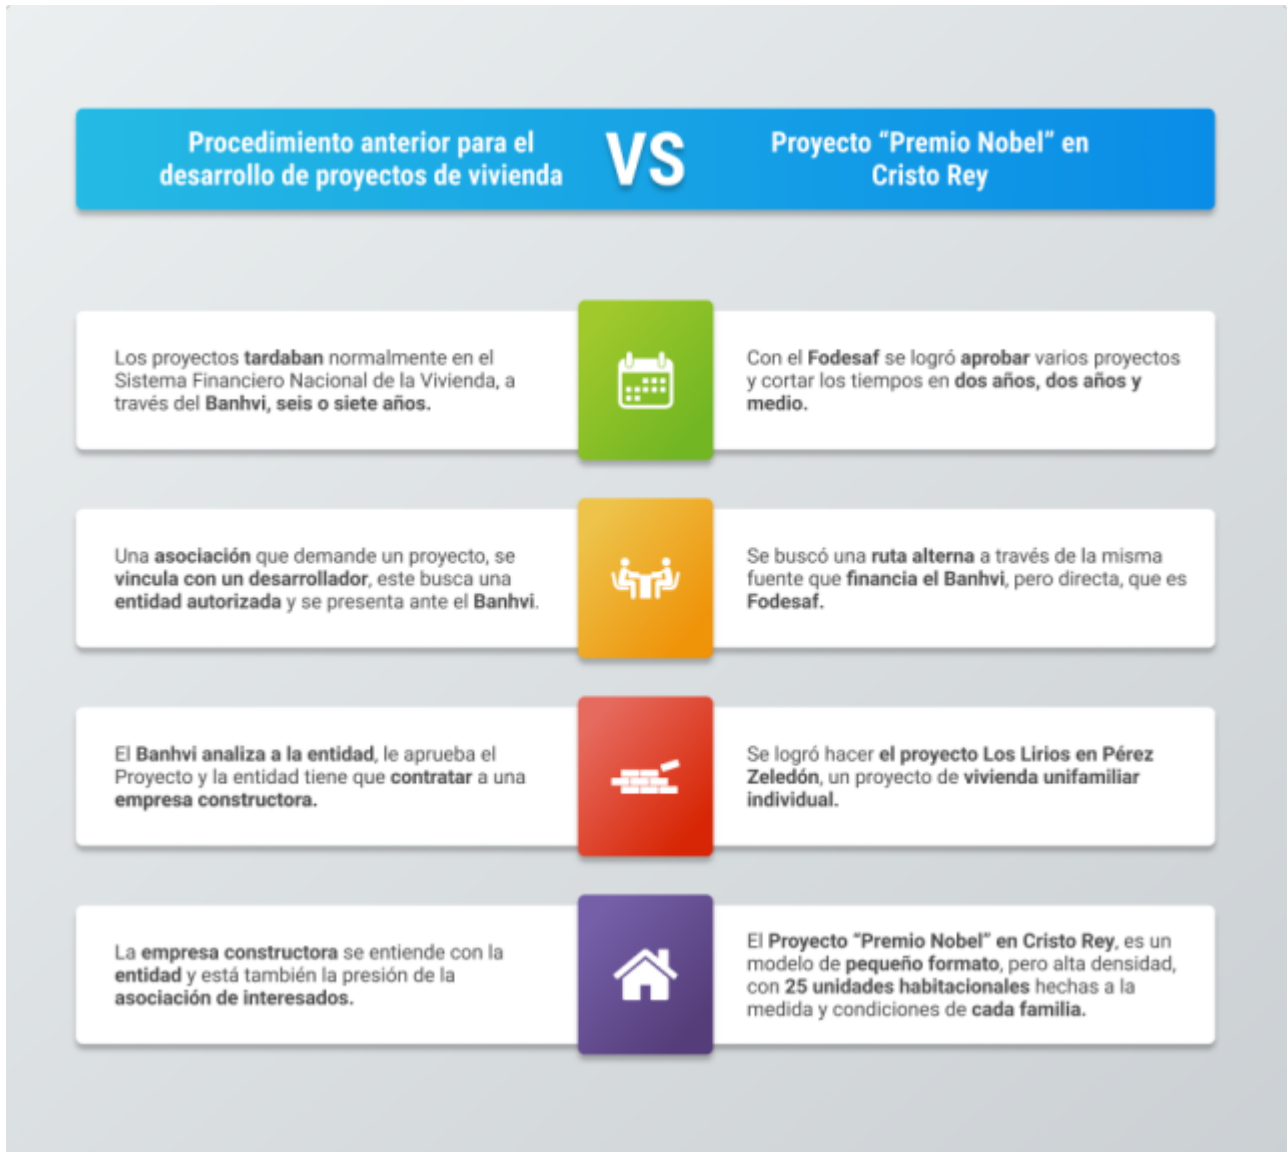 Procedimiento anterior para el
desarrollo de proyectos de vivienda
VS
Proyecto “Premio Nobel” en
Cristo Rey
Los proyectos tardaban normalmente en el
Sistema Financiero Nacional de la Vivienda, a
través del Banhvi, seis o siete años.
Con el Fodesaf se logró aprobar varios proyectos
y cortar los tiempos en dos años, dos años y
medio.
Una asociación que demande un proyecto, se
vincula con un desarrollador, este busca una
entidad autorizada y se presenta ante el Banhvi.
Se buscó una ruta alterna a través de la misma
fuente que financia el Banhvi, pero directa, que es
Fodesaf.
El Banhvi analiza a la entidad, le aprueba el
Proyecto y la entidad tiene que contratar a una
empresa constructora.
Se logró hacer el proyecto Los Lirios en Pérez
Zeledón, un proyecto de vivienda unifamiliar
individual.
La empresa constructora se entiende con la
entidad y está también la presión de la
asociación de interesados.
El Proyecto “Premio Nobel” en Cristo Rey, es un
modelo de pequeño formato, pero alta densidad,
con 25 unidades habitacionales hechas a la
medida y condiciones de cada familia.